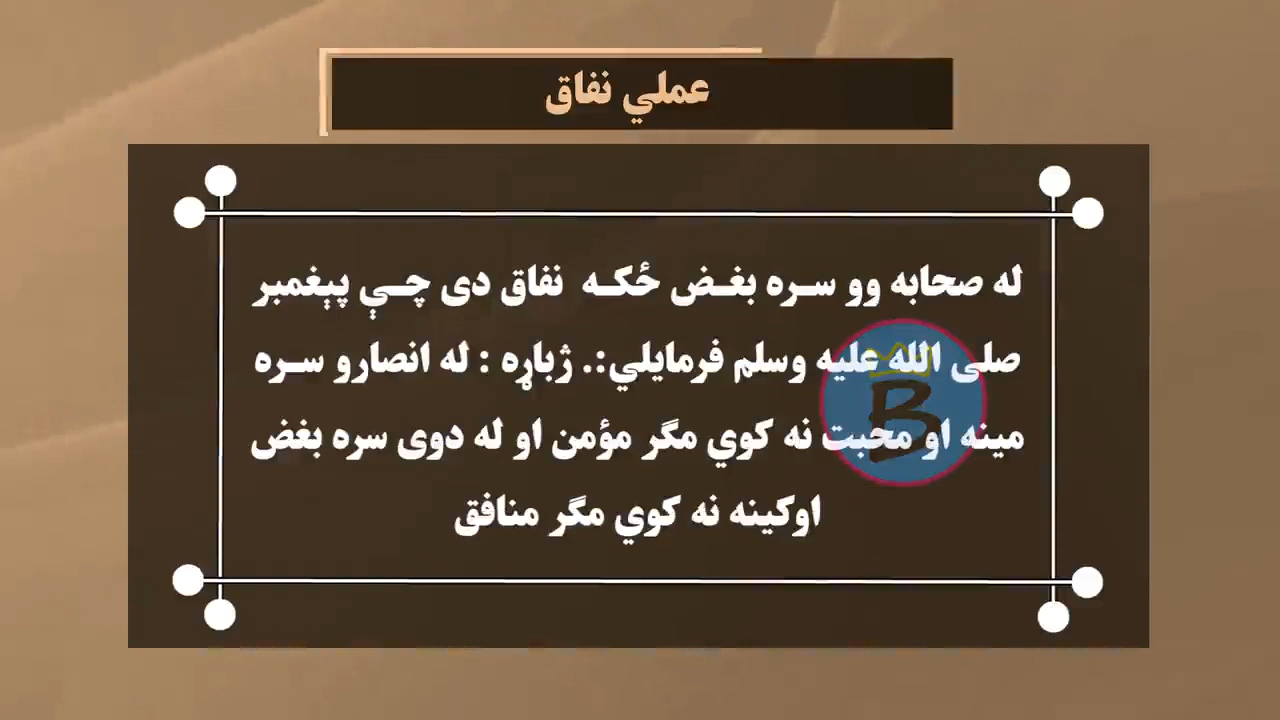 عملي نفاق
له صحابه وو سره بغض ځکه نفاق دی چې پېغمبر
صلی الله علیه وسلم فرمایلي:. ژباړه : له انصارو سره
مینه او محبت نه کوي مگر مؤمن او له دوی سره بغض
اوکینه نه کوي مگر منافق
B